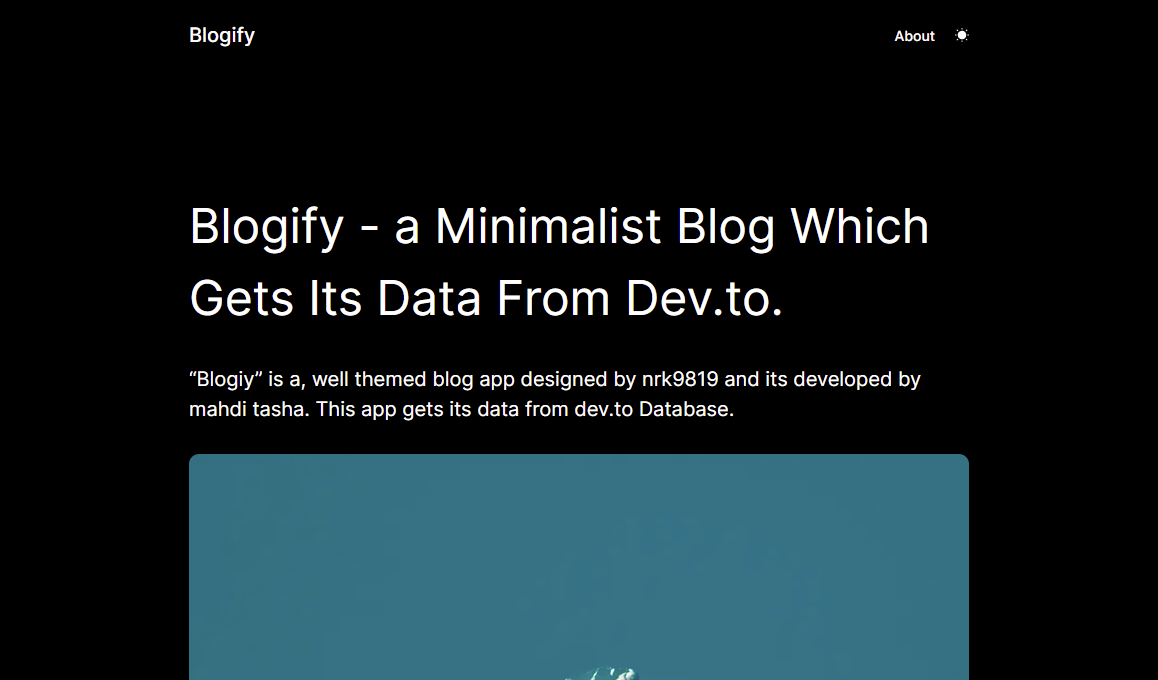 Blogify
About
Blogify - a Minimalist Blog Which
Gets Its Data From Dev.to.
“Blogiy” is a, well themed blog app designed by nrk9819 and its developed by
mahdi tasha. This app gets its data from dev.to Database.